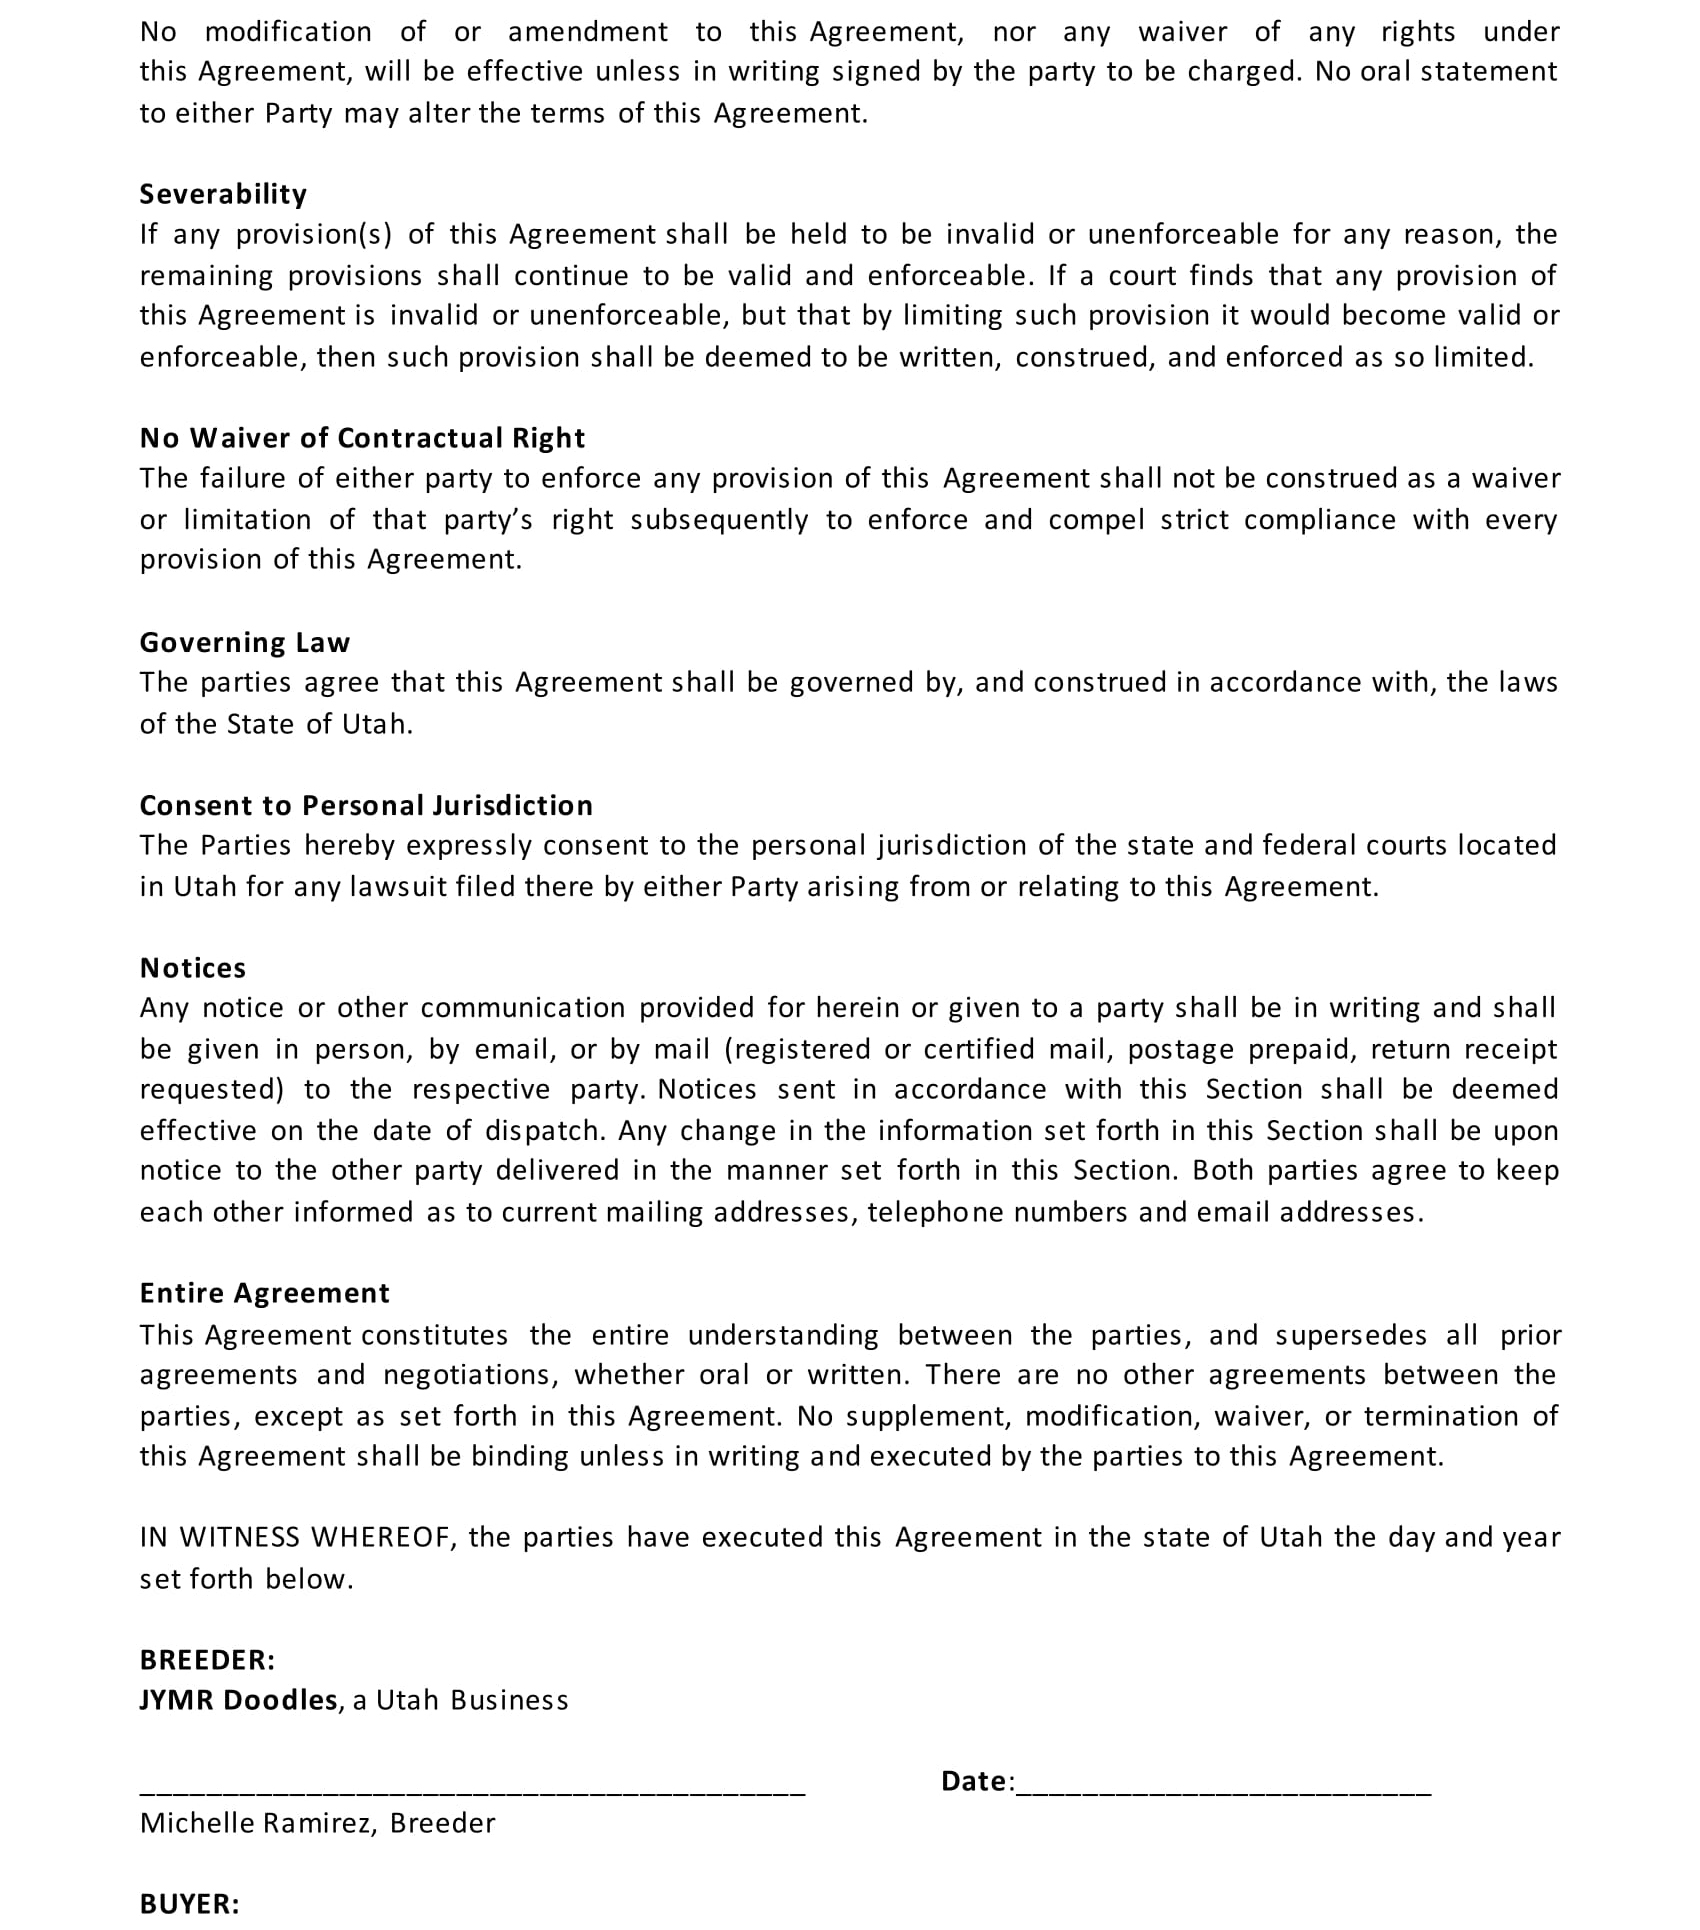 No modification of or amendment to this Agreement, nor any waiver of any rights under
this Agreement, will be effective unless in writing signed by the party to be charged. No oral statement
to either Party may alter the terms of this Agreement.
Severability
If any provision(s) of this Agreement shall be held to be invalid or unenforceable for any reason, the
remaining provisions shall continue to be valid and enforceable. If a court finds that any provision of
this Agreement is invalid or unenforceable, but that by limiting such provision it would become valid or
enforceable, then such provision shall be deemed to be written, construed, and enforced as so limited.
No Waiver of Contractual Right
The failure of either party to enforce any provision of this Agreement shall not be construed as a waiver
or limitation of that party’s right subsequently to enforce and compel strict compliance with every
provision of this Agreement.
Governing Law
The parties agree that this Agreement shall be governed by, and construed in accordance with, the laws
of the State of Utah.
Consent to Personal Jurisdiction
The Parties hereby expressly consent to the personal jurisdiction of the state and federal courts located
in Utah for any lawsuit filed there by either Party arising from or relating to this Agreement.
Notices
Any notice or other communication provided for herein or given to a party shall be in writing and shall
be given in person, by email, or by mail (registered or certified mail, postage prepaid, return receipt
requested) to the respective party. Notices sent in accordance with this Section shall be deemed
effective on the date of dispatch. Any change in the information set forth in this Section shall be upon
notice to the other party delivered in the manner set forth in this Section. Both parties agree to keep
each other informed as to current mailing addresses, telephone numbers and email addresses.
Entire Agreement
This Agreement constitutes the entire understanding between the parties, and supersedes all prior
agreements and negotiations, whether oral or written. There are no other agreements between the
parties, except as set forth in this Agreement. No supplement, modification, waiver, or termination of
this Agreement shall be binding unless in writing and executed by the parties to this Agreement.
IN WITNESS WHEREOF, the parties have executed this Agreement in the state of Utah the day and year
set forth below.
BREEDER:
JYMR Doodles, a Utah Business
________________________________________ Date:_________________________
Michelle Ramirez, Breeder
BUYER: